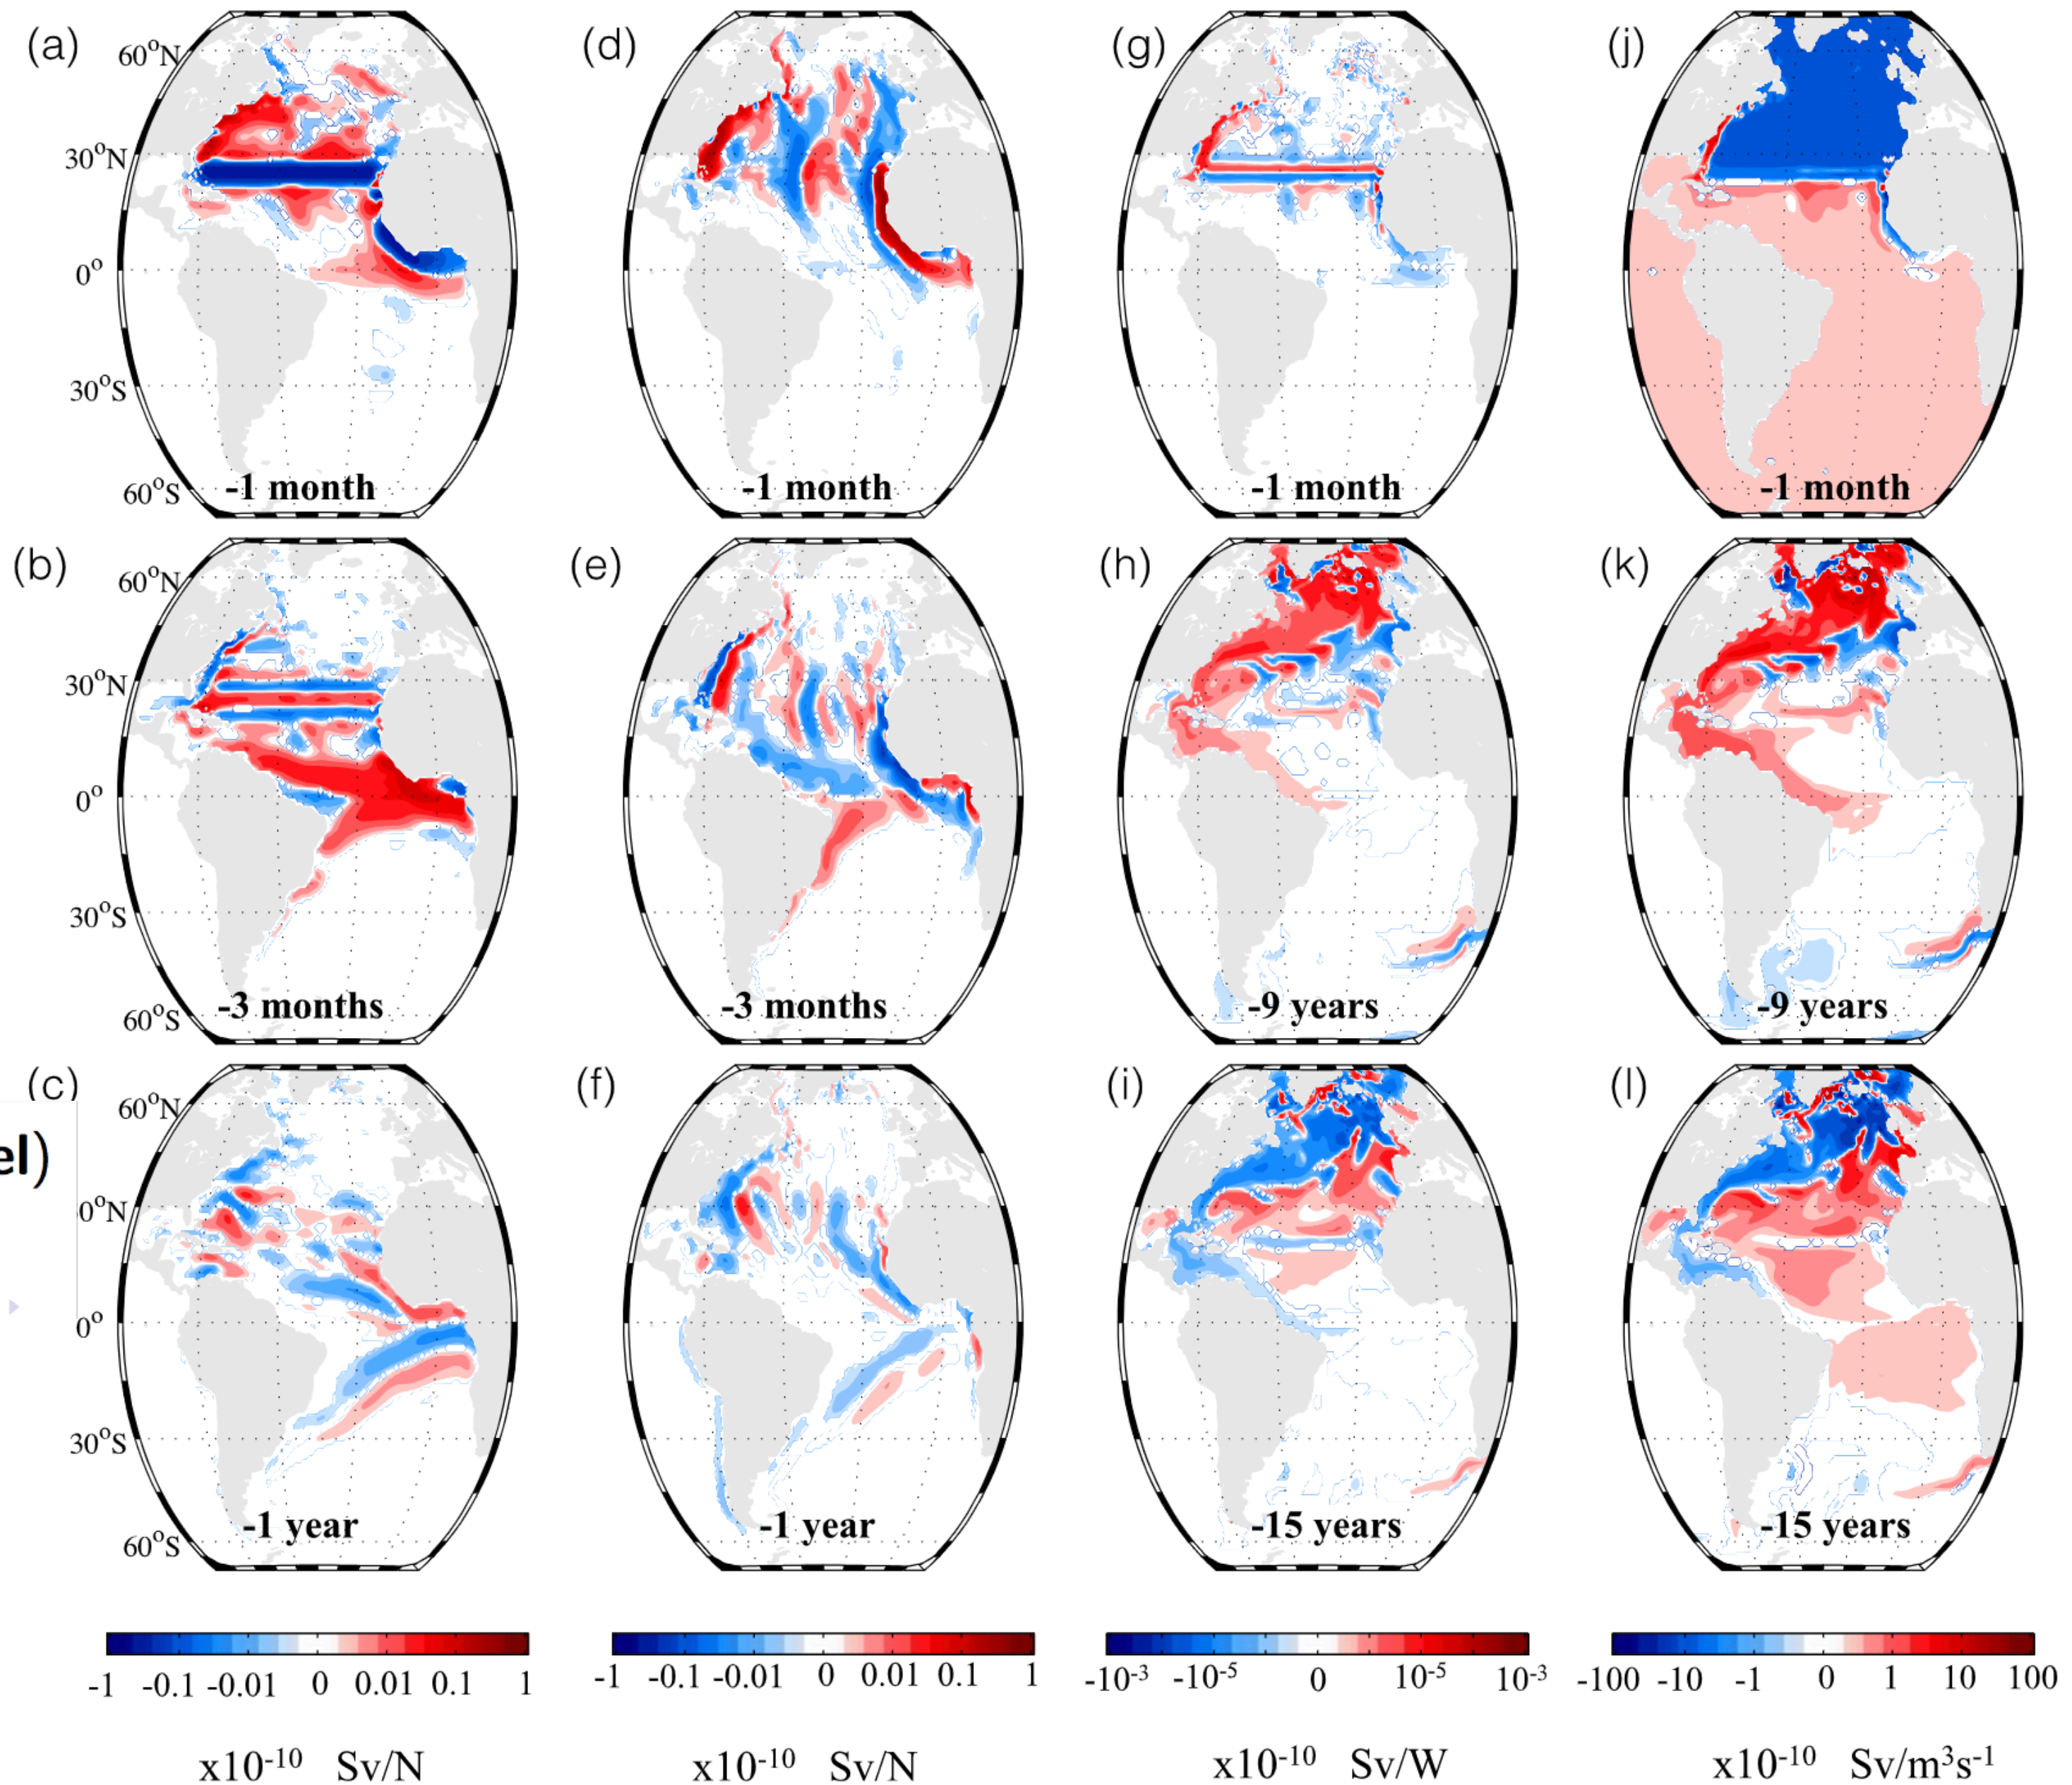 (a) (d) (g) (j)
60°N
30°N
0°
30°S
60°S
-1 month -1 month -1 month -1 month
(b) (e) (h) (k)
60°N
30°N
0°
30°S
60°S
-3 months -3 months -9 years -9 years
(c) (f) (i) (l)
60°N
el)
0°N
0°
30°S
60°S
-1 year -1 year -15 years -15 years
-1 -0.1 -0.01 0 0.01 0.1 1
-1 -0.1 -0.01 0 0.01 0.1 1
-10⁻³ -10⁻⁵ 0 10⁻⁵ 10⁻³
-100 -10 -1 0 1 10 100
x10⁻¹⁰ Sv/N
x10⁻¹⁰ Sv/N
x10⁻¹⁰ Sv/W
x10⁻¹⁰ Sv/m³s⁻¹